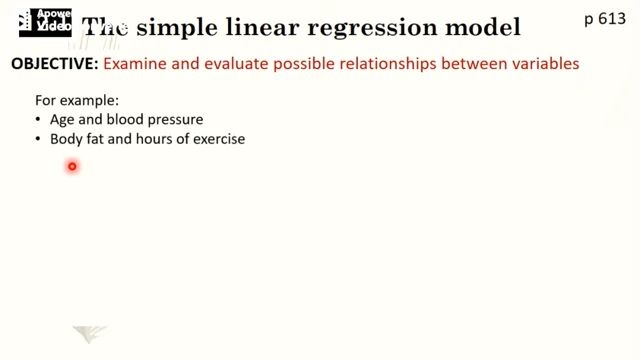 The simple linear regression model
p 613
OBJECTIVE: Examine and evaluate possible relationships between variables
For example:
• Age and blood pressure
• Body fat and hours of exercise